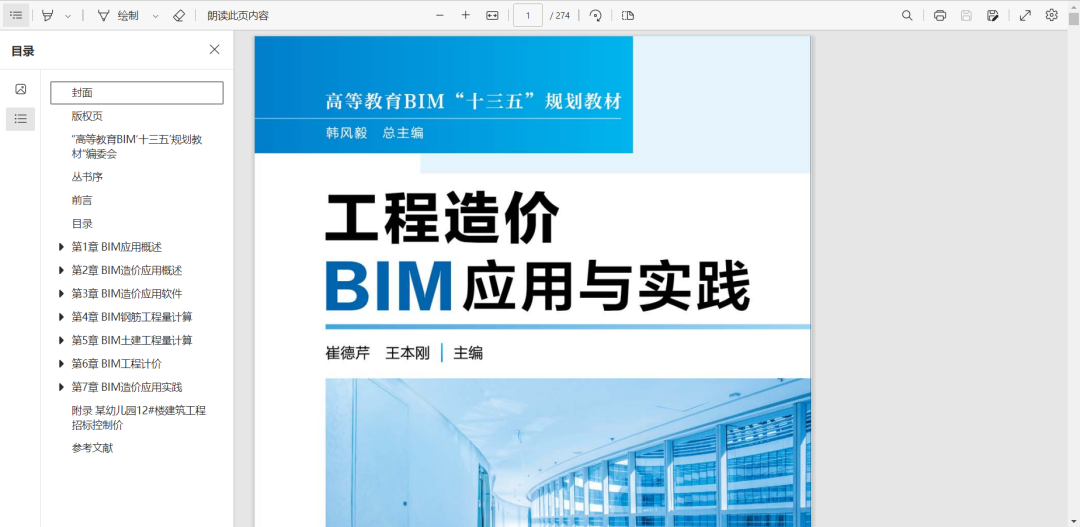 绘制
朗读此页内容
1
/ 274
目录
封面
版权页
“高等教育BIM‘十三五’规划教
材”编委会
丛书序
前言
目录
第1章 BIM应用概述
第2章 BIM造价应用概述
第3章 BIM造价应用软件
第4章 BIM钢筋工程量计算
第5章 BIM土建工程量计算
第6章 BIM工程计价
第7章 BIM造价应用实践
附录 某幼儿园12#楼建筑工程
招标控制价
参考文献
高等教育BIM“十三五”规划教材
韩风毅 总主编
工程造价
BIM应用与实践
崔德芹 王本刚 | 主编